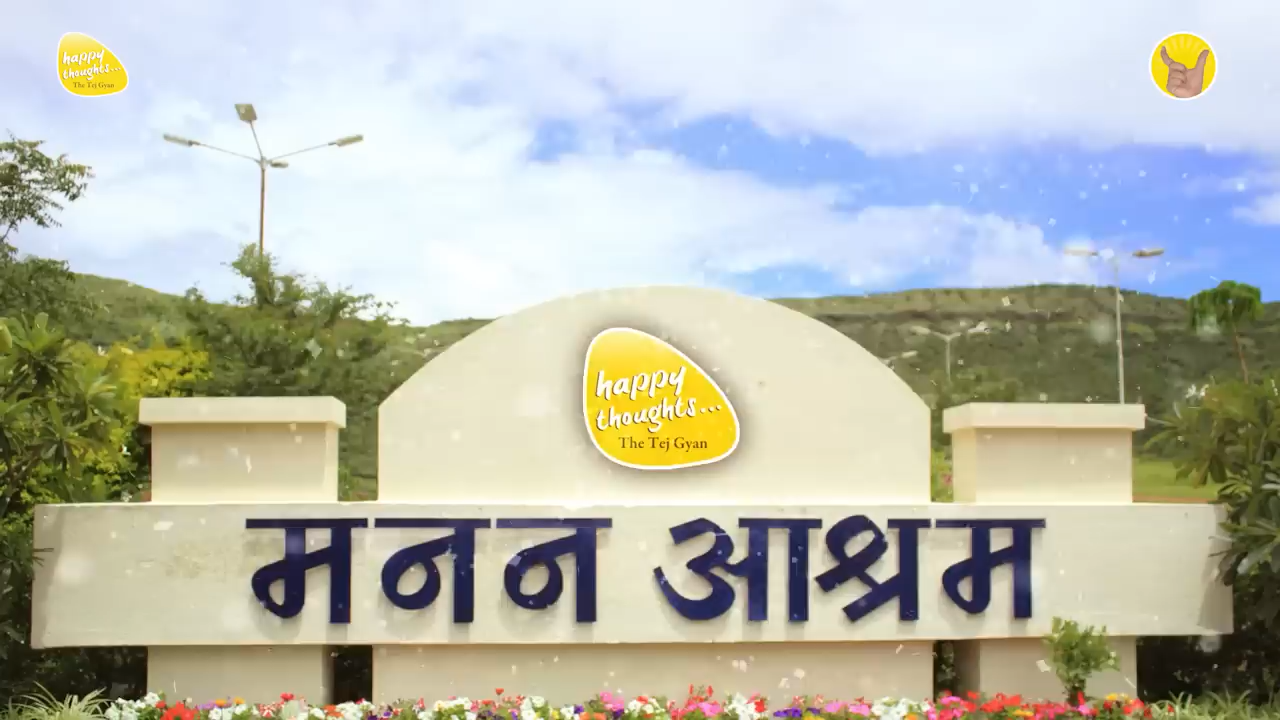 happy
thoughts...
The Tej Gyan
happy
thoughts...
The Tej Gyan
मनन आश्रम